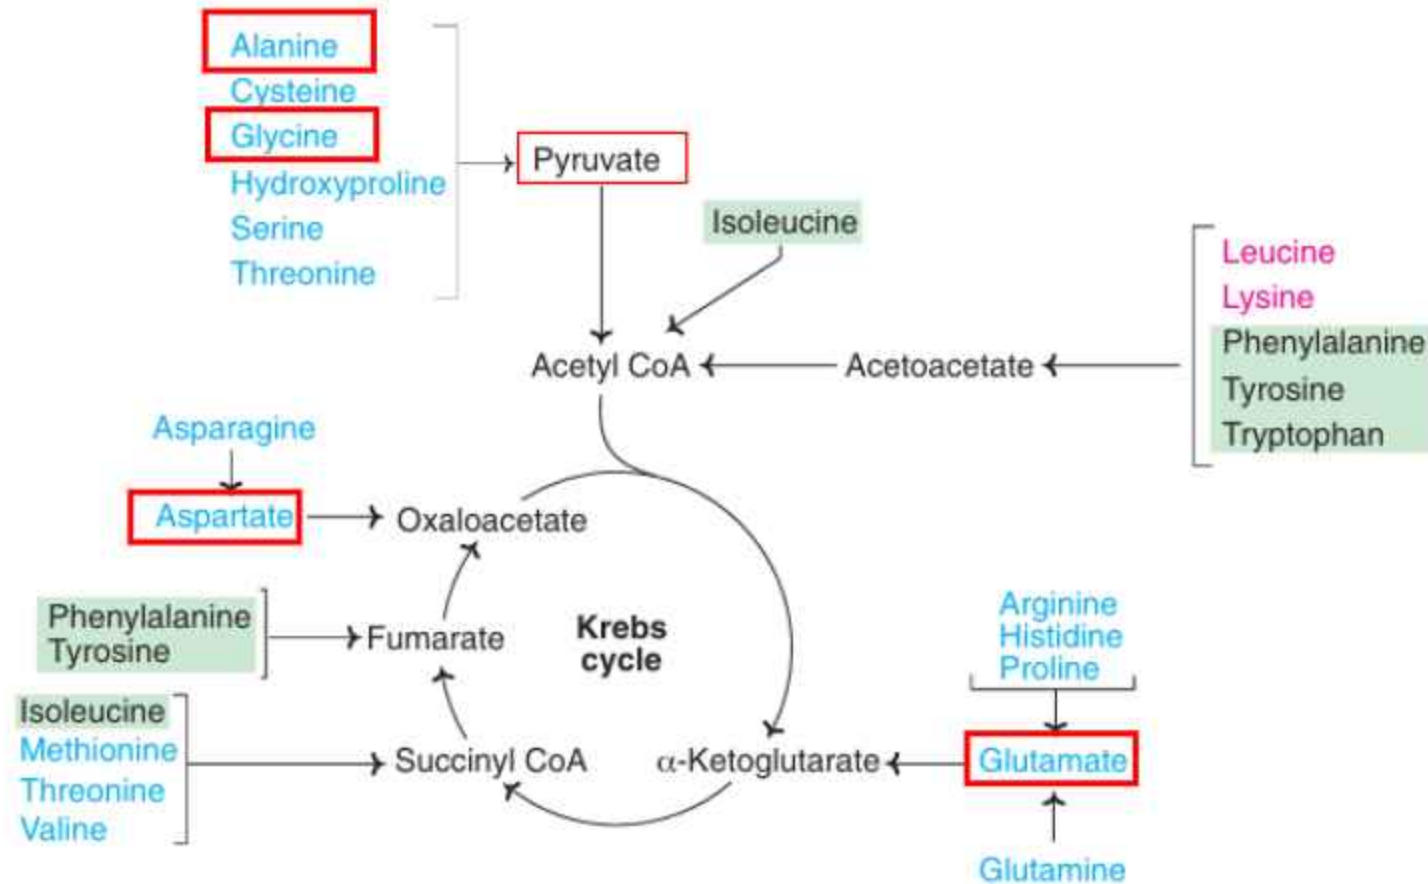 Alanine
Cysteine
Glycine
Hydroxyproline
Serine
Threonine
Pyruvate
Isoleucine
Leucine
Lysine
Phenylalanine
Tyrosine
Tryptophan
Acetyl CoA
Acetoacetate
Asparagine
Aspartate
Oxaloacetate
Phenylalanine
Tyrosine
Fumarate
Krebs
cycle
Arginine
Histidine
Proline
Isoleucine
Methionine
Threonine
Valine
Succinyl CoA
α-Ketoglutarate
Glutamate
Glutamine